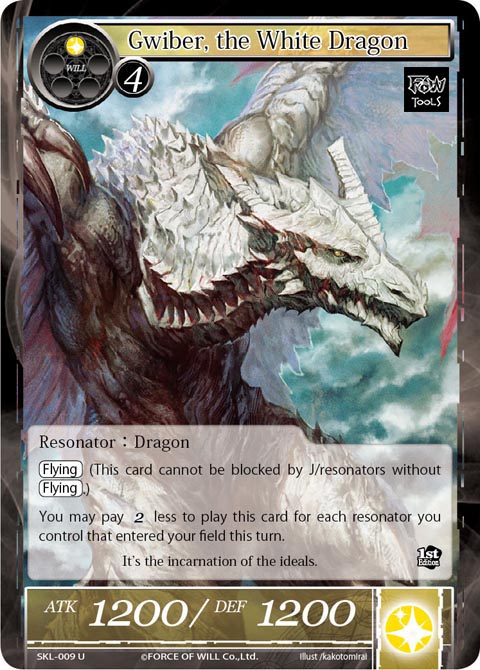 Gwiber, the White Dragon
WILL
4
FOW
TOOLS
Resonator : Dragon
Flying (This card cannot be blocked by J/resonators without
Flying.)
You may pay 2 less to play this card for each resonator you
control that entered your field this turn.
It's the incarnation of the ideals.
1st
Edition
ATK 1200 / DEF 1200
SKL-009 U ©FORCE OF WILL Co.,Ltd. Illust /kakotomirai